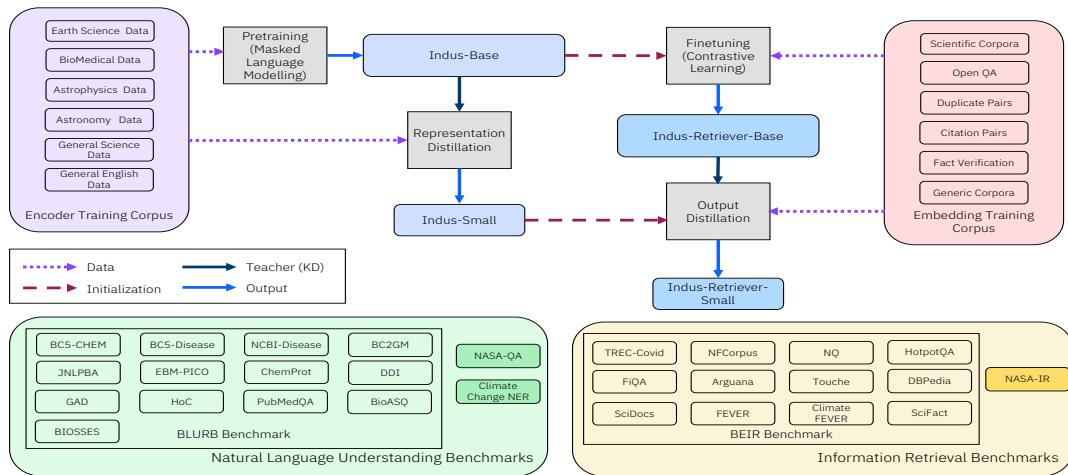 Earth Science Data
BioMedical Data
Astrophysics Data
Astronomy Data
General Science
Data
General English
Data
Encoder Training Corpus
Pretraining
(Masked
Language
Modelling)
Indus-Base
Representation
Distillation
Indus-Small
Finetuning
(Contrastive
Learning)
Indus-Retriever-Base
Output
Distillation
Indus-Retriever-
Small
Scientific Corpora
Open QA
Duplicate Pairs
Citation Pairs
Fact Verification
Generic Corpora
Embedding Training
Corpus
Data
Teacher (KD)
Initialization
Output
BC5-CHEM
BC5-Disease
NCBI-Disease
BC2GM
JNLPBA
EBM-PICO
ChemProt
DDI
GAD
HoC
PubMedQA
BioASQ
BIOSSES
BLURB Benchmark
NASA-QA
Climate
Change NER
Natural Language Understanding Benchmarks
TREC-Covid
NFCorpus
NQ
HotpotQA
FiQA
Arguana
Touche
DBPedia
SciDocs
FEVER
Climate
FEVER
SciFact
BEIR Benchmark
NASA-IR
Information Retrieval Benchmarks